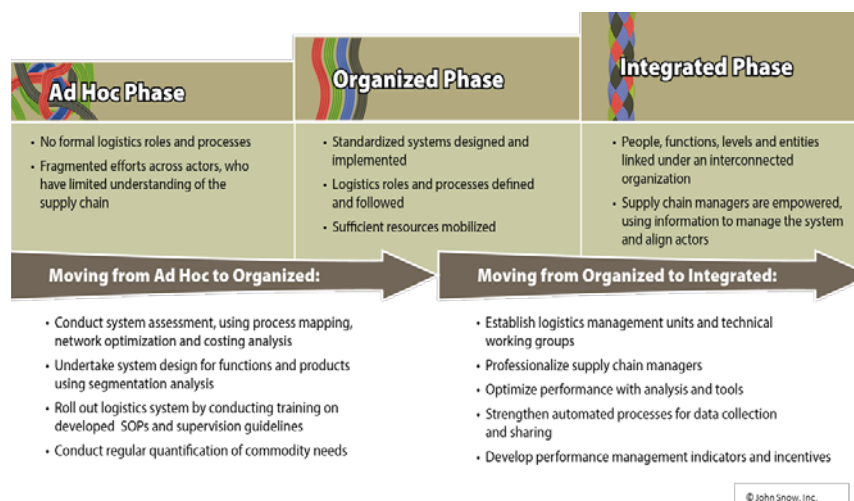 Ad Hoc Phase
• No formal logistics roles and processes
• Fragmented efforts across actors, who
have limited understanding of the
supply chain
Organized Phase
• Standardized systems designed and
implemented
• Logistics roles and processes defined
and followed
• Sufficient resources mobilized
Integrated Phase
• People, functions, levels and entities
linked under an interconnected
organization
• Supply chain managers are empowered,
using information to manage the system
and align actors
Moving from Ad Hoc to Organized:
• Conduct system assessment, using process mapping,
network optimization and costing analysis
• Undertake system design for functions and products
using segmentation analysis
• Roll out logistics system by conducting training on
developed SOPs and supervision guidelines
• Conduct regular quantification of commodity needs
Moving from Organized to Integrated:
• Establish logistics management units and technical
working groups
• Professionalize supply chain managers
• Optimize performance with analysis and tools
• Strengthen automated processes for data collection
and sharing
• Develop performance management indicators and incentives
© John Snow, Inc.